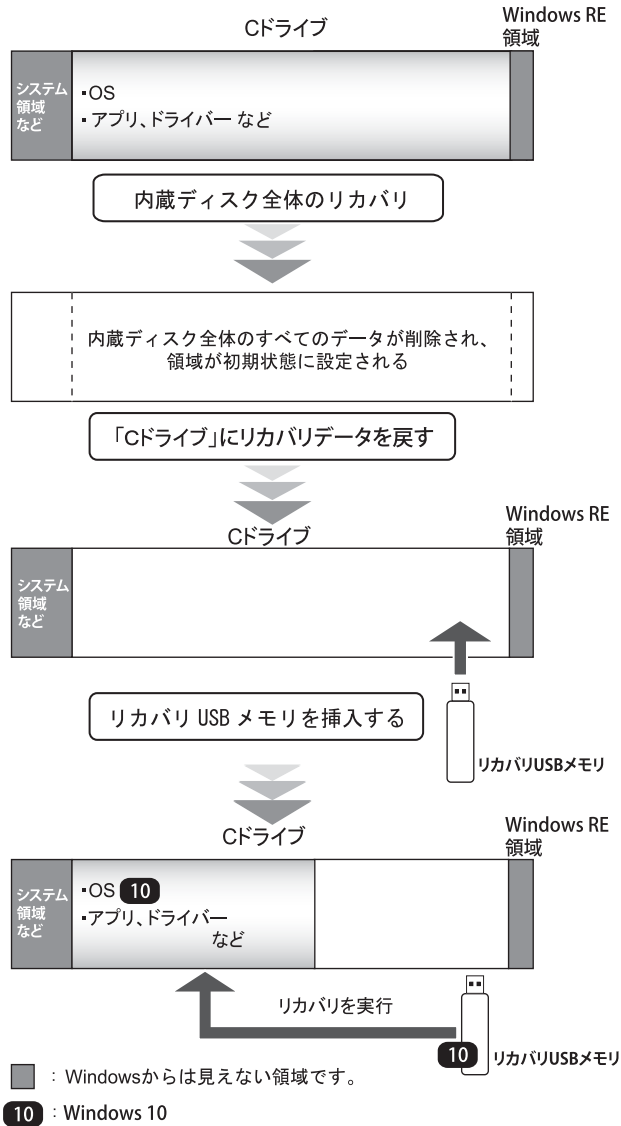 Cドライブ
Windows RE
領域
システム
領域
など
・OS
・アプリ、ドライバー など
内蔵ディスク全体のリカバリ
内蔵ディスク全体のすべてのデータが削除され、
領域が初期状態に設定される
「Cドライブ」にリカバリデータを戻す
Cドライブ
Windows RE
領域
システム
領域
など
リカバリ USB メモリを挿入する
リカバリUSBメモリ
Cドライブ
Windows RE
領域
システム
領域
など
・OS 10
・アプリ、ドライバー
など
リカバリを実行
10
リカバリUSBメモリ
：Windowsからは見えない領域です。
10：Windows 10